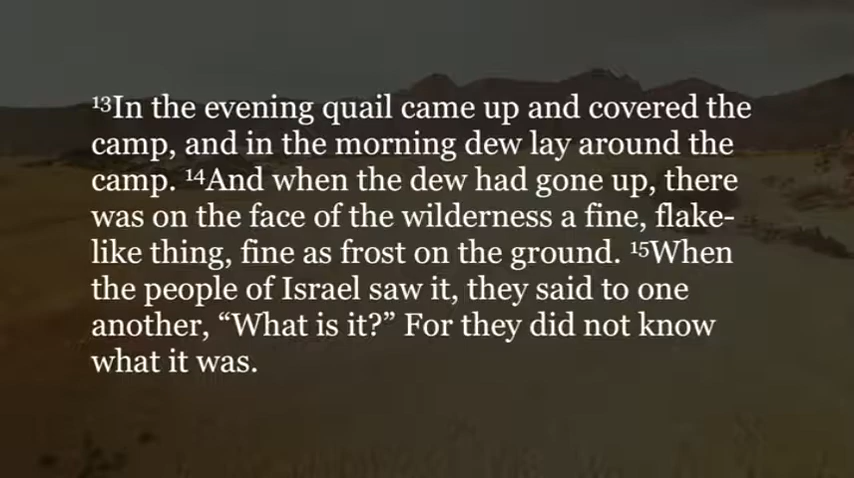 ¹³In the evening quail came up and covered the
camp, and in the morning dew lay around the
camp. ¹⁴And when the dew had gone up, there
was on the face of the wilderness a fine, flake-
like thing, fine as frost on the ground. ¹⁵When
the people of Israel saw it, they said to one
another, “What is it?” For they did not know
what it was.